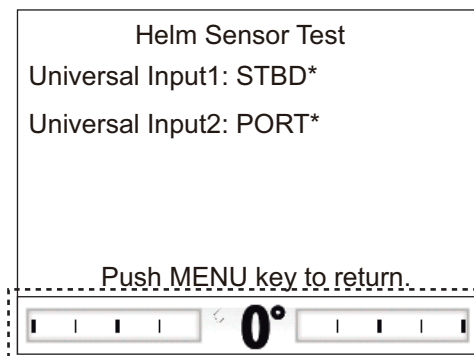 Helm Sensor Test
Universal Input1: STBD*
Universal Input2: PORT*
Push MENU key to return.
0°